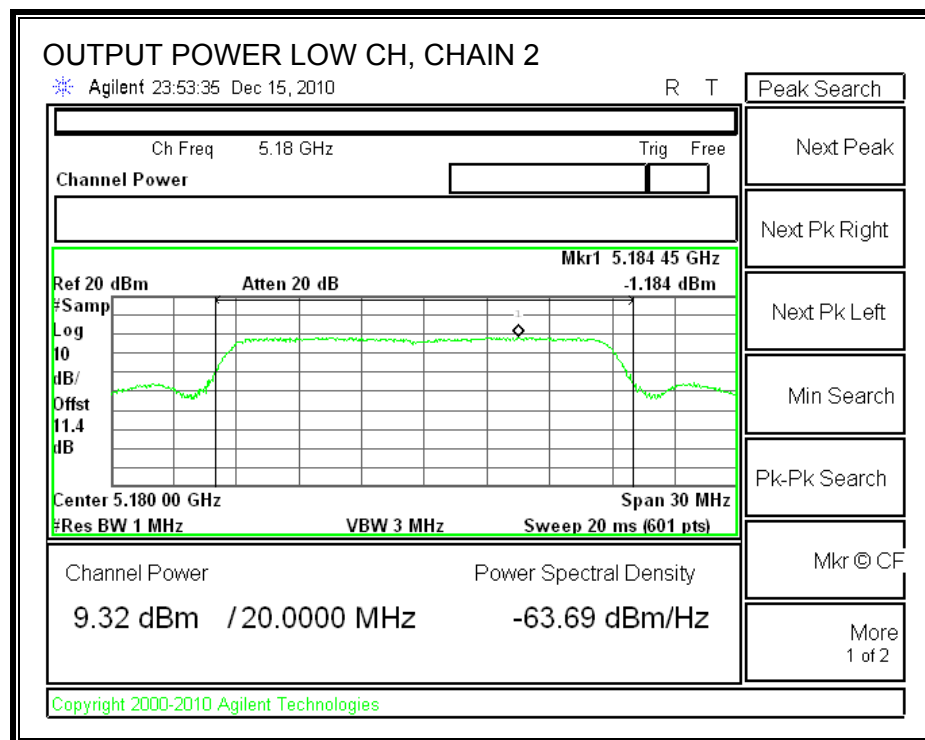 OUTPUT POWER LOW CH, CHAIN 2
Agilent 23:53:35 Dec 15, 2010 R T
Peak Search
Ch Freq 5.18 GHz Trig Free
Channel Power
Next Peak
Next Pk Right
Mkr1 5.184 45 GHz
Ref 20 dBm Atten 20 dB -1.184 dBm
#Samp
Log
10
dB/
Offst
11.4
dB
1
Next Pk Left
Min Search
Center 5.180 00 GHz Span 30 MHz
#Res BW 1 MHz VBW 3 MHz Sweep 20 ms (601 pts)
Pk-Pk Search
Channel Power Power Spectral Density
9.32 dBm / 20.0000 MHz -63.69 dBm/Hz
Mkr © CF
More
1 of 2
Copyright 2000-2010 Agilent Technologies